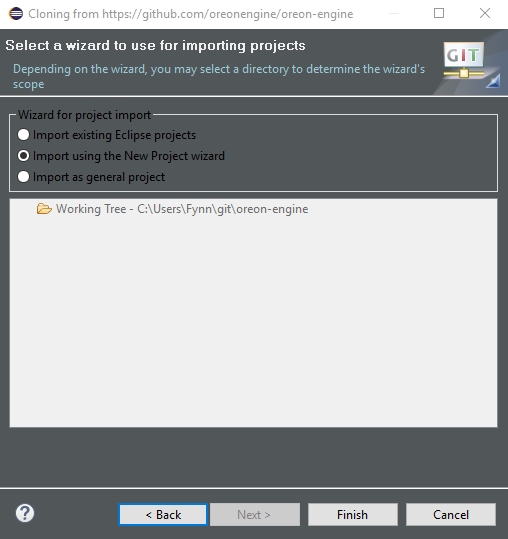 Cloning from https://github.com/oreonengine/oreon-engine
Select a wizard to use for importing projects
Depending on the wizard, you may select a directory to determine the wizard's
scope
GIT
Wizard for project import
Import existing Eclipse projects
Import using the New Project wizard
Import as general project
Working Tree - C:\Users\Fynn\git\oreon-engine
?
< Back
Next >
Finish
Cancel